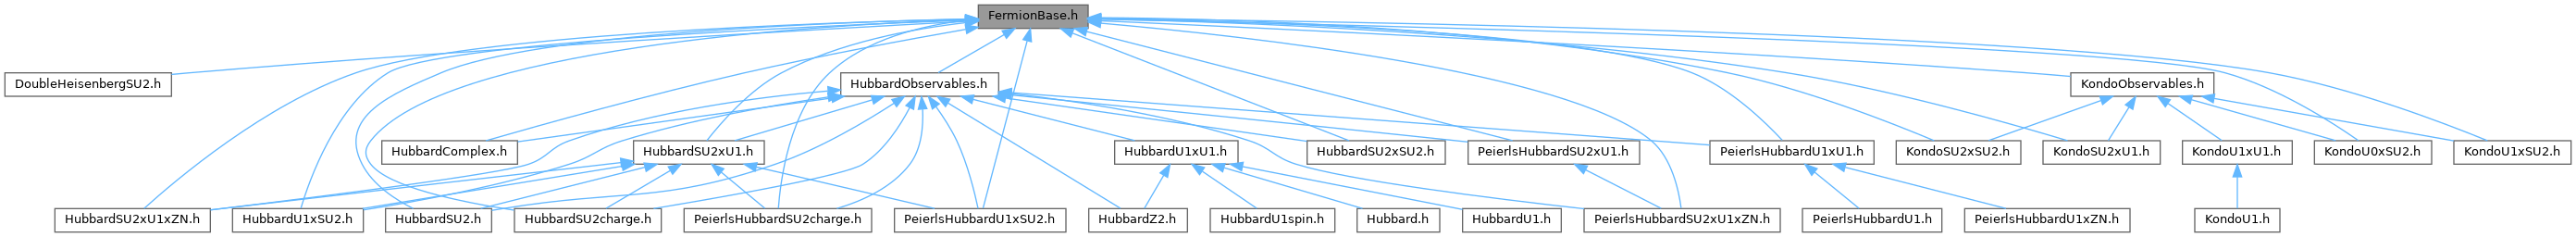 FermionBase.h
DoubleHeisenbergSU2.h
HubbardObservables.h
KondoObservables.h
HubbardComplex.h
HubbardSU2xU1.h
HubbardU1xU1.h
HubbardSU2xSU2.h
PeierlsHubbardSU2xU1.h
PeierlsHubbardU1xU1.h
KondoSU2xSU2.h
KondoSU2xU1.h
KondoU1xU1.h
KondoU0xSU2.h
KondoU1xSU2.h
HubbardSU2xU1xZN.h
HubbardU1xSU2.h
HubbardSU2.h
HubbardSU2charge.h
PeierlsHubbardSU2charge.h
PeierlsHubbardU1xSU2.h
HubbardZ2.h
HubbardU1spin.h
Hubbard.h
HubbardU1.h
PeierlsHubbardSU2xU1xZN.h
PeierlsHubbardU1.h
PeierlsHubbardU1xZN.h
KondoU1.h